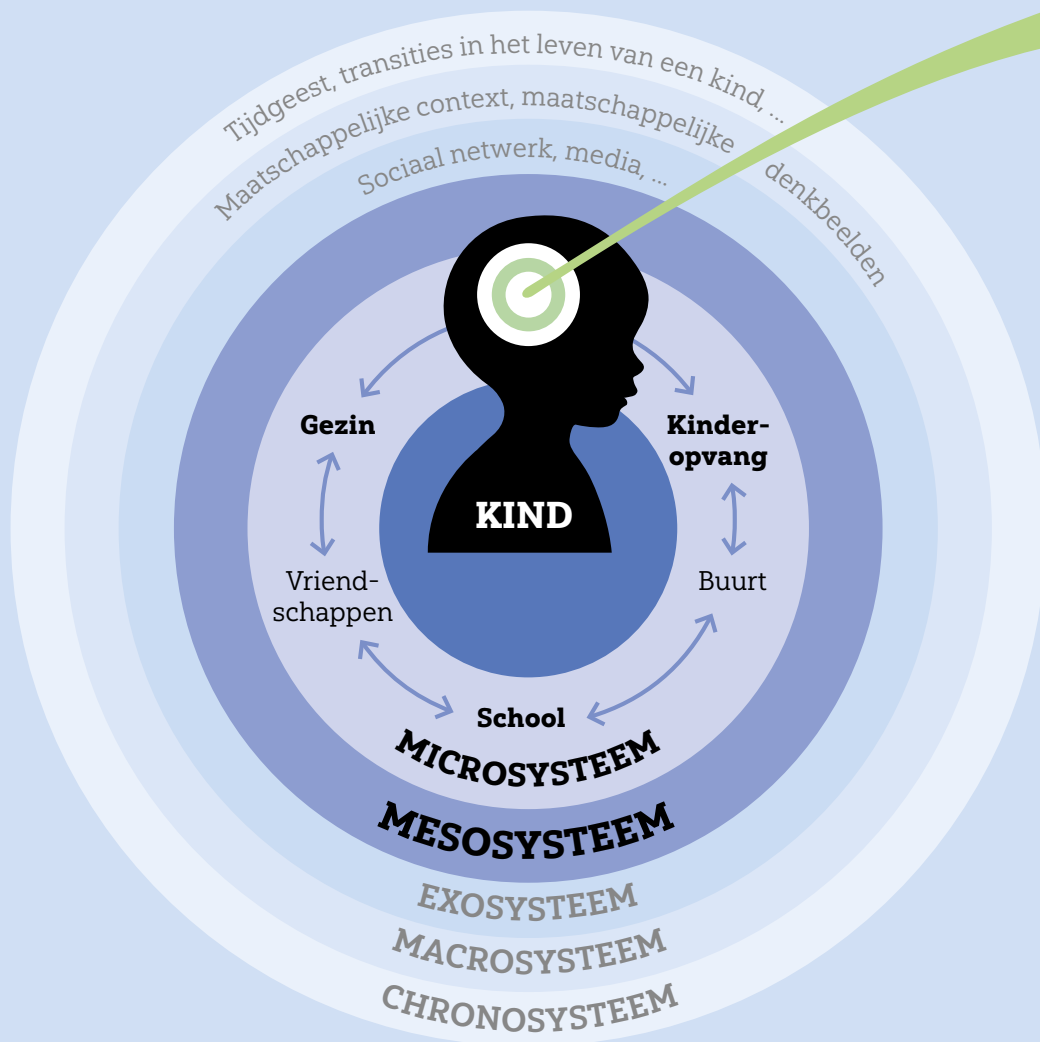 Tijdgeest, transities in het leven van een kind, ...
Maatschappelijke context, maatschappelijke denkbeelden
Sociaal netwerk, media, ...
Gezin
Kinder-
opvang
KIND
Vriend-
schappen
Buurt
School
MICROSYSTEEM
MESOSYSTEEM
EXOSYSTEEM
MACROSYSTEEM
CHRONOSYSTEEM